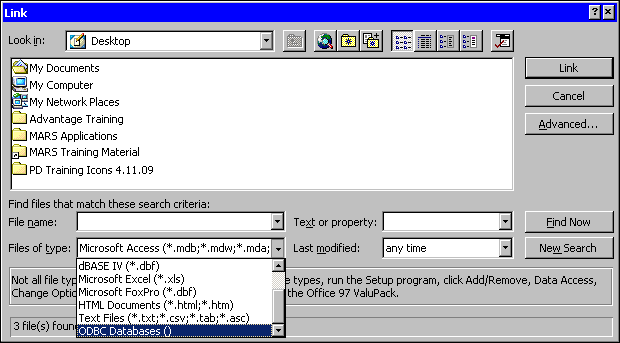 Link
Look in: Desktop
My Documents
My Computer
My Network Places
Advantage Training
MARS Applications
MARS Training Material
PD Training Icons 4.11.09
Link
Cancel
Advanced...
Find files that match these search criteria:
File name: Text or property: Find Now
Files of type: Microsoft Access (*.mdb;*.mdw;*.mda; Last modified: any time New Search
dBASE IV (*.dbf)
Microsoft Excel (*.xls)
Microsoft FoxPro (*.dbf)
HTML Documents (*.html;*.htm)
Text Files (*.txt;*.csv;*.tab;*.asc)
ODBC Databases ()
Not all file typ e types, run the Setup program, click Add/Remove, Data Access,
Change Optio the Office 97 ValuPack.
3 file(s) found